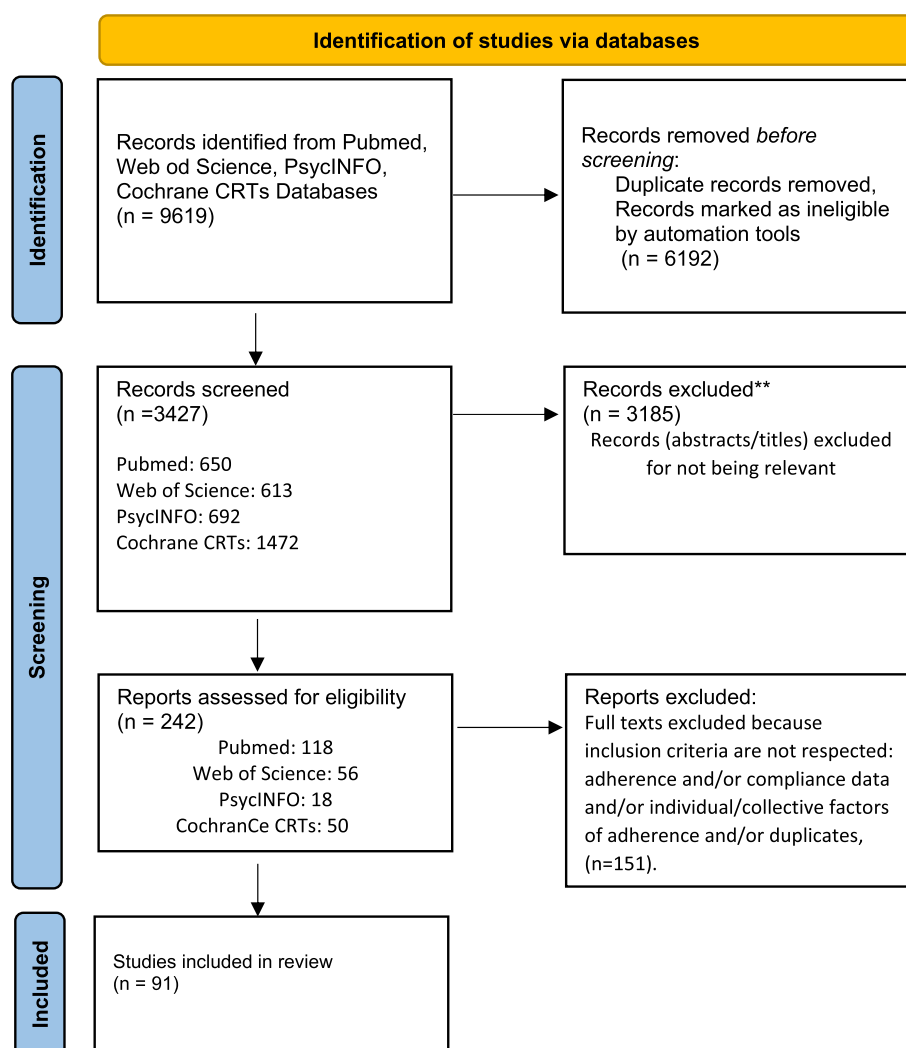 Identification of studies via databases
Identification
Records identified from Pubmed,
Web od Science, PsycINFO,
Cochrane CRTs Databases
(n = 9619)
Records removed before
screening:
Duplicate records removed,
Records marked as ineligible
by automation tools
(n = 6192)
Screening
Records screened
(n =3427)
Pubmed: 650
Web of Science: 613
PsycINFO: 692
Cochrane CRTs: 1472
Records excluded**
(n = 3185)
Records (abstracts/titles) excluded
for not being relevant
Reports assessed for eligibility
(n = 242)
Pubmed: 118
Web of Science: 56
PsycINFO: 18
CochranCe CRTs: 50
Reports excluded:
Full texts excluded because
inclusion criteria are not respected:
adherence and/or compliance data
and/or individual/collective factors
of adherence and/or duplicates,
(n=151).
Included
Studies included in review
(n = 91)